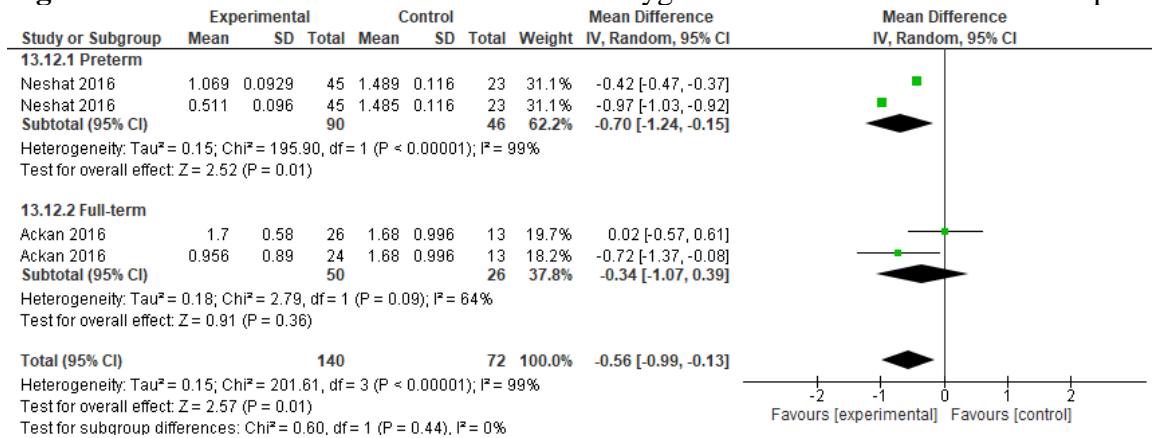 Experimental Control Mean Difference Mean Difference
Study or Subgroup Mean SD Total Mean SD Total Weight IV, Random, 95% CI IV, Random, 95% CI
13.12.1 Preterm
Neshat 2016 1.069 0.0929 45 1.489 0.116 23 31.1% -0.42 [-0.47, -0.37]
Neshat 2016 0.511 0.096 45 1.485 0.116 23 31.1% -0.97 [-1.03, -0.92]
Subtotal (95% CI) 90 46 62.2% -0.70 [-1.24, -0.15]
Heterogeneity: Tau² = 0.15; Chi² = 195.90, df = 1 (P < 0.00001); I² = 99%
Test for overall effect: Z = 2.52 (P = 0.01)
13.12.2 Full-term
Ackan 2016 1.7 0.58 26 1.68 0.996 13 19.7% 0.02 [-0.57, 0.61]
Ackan 2016 0.956 0.89 24 1.68 0.996 13 18.2% -0.72 [-1.37, -0.08]
Subtotal (95% CI) 50 26 37.8% -0.34 [-1.07, 0.39]
Heterogeneity: Tau² = 0.18; Chi² = 2.79, df = 1 (P = 0.09); I² = 64%
Test for overall effect: Z = 0.91 (P = 0.36)
Total (95% CI) 140 72 100.0% -0.56 [-0.99, -0.13]
Heterogeneity: Tau² = 0.15; Chi² = 201.61, df = 3 (P < 0.00001); I² = 99%
Test for overall effect: Z = 2.57 (P = 0.01)
Test for subgroup differences: Chi² = 0.60, df = 1 (P = 0.44), I² = 0%
-2 -1 0 1 2
Favours [experimental] Favours [control]